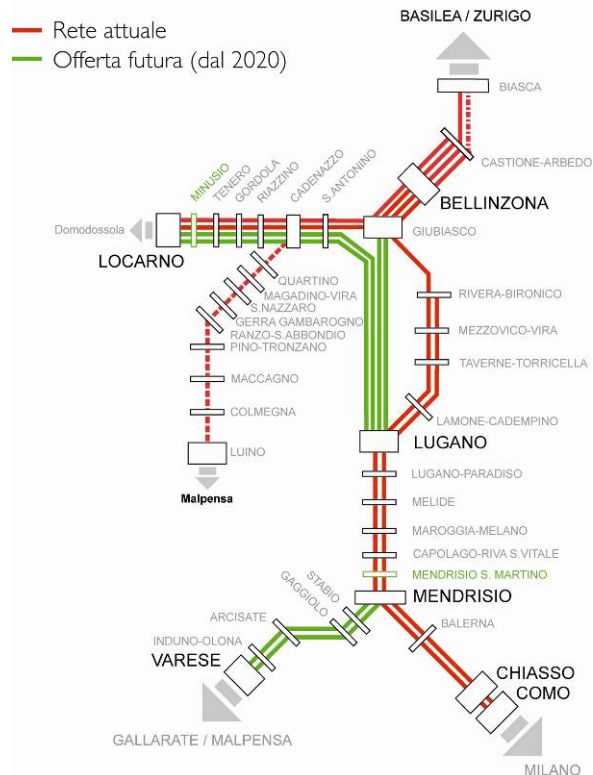 BASILEA / ZURIGO
Rete attuale
Offerta futura (dal 2020)
BIASCA
CASTIONE-ARBEDO
BELLINZONA
GIUBIASCO
MINUSIO
TENERO
GORDOLA
RIAZZINO
CADENAZZO
S.ANTONINO
Domodossola
LOCARNO
QUARTINO
MAGADINO-VIRA
S.NAZZARO
GERRA GAMBAROGNO
RANZO-S.ABBONDIO
PINO-TRONZANO
MACCAGNO
COLMEGNA
LUINO
Malpensa
RIVERA-BIRONICO
MEZZOVICO-VIRA
TAVERNE-TORRICELLA
LAMONE-CADEMPINO
LUGANO
LUGANO-PARADISO
MELIDE
MAROGGIA-MELANO
CAPOLAGO-RIVA S.VITALE
MENDRISIO S. MARTINO
MENDRISIO
STABIO
GAGGIOLO
ARCISATE
INDUNO-OLONA
VARESE
GALLARATE / MALPENSA
BALERNA
CHIASSO
COMO
MILANO